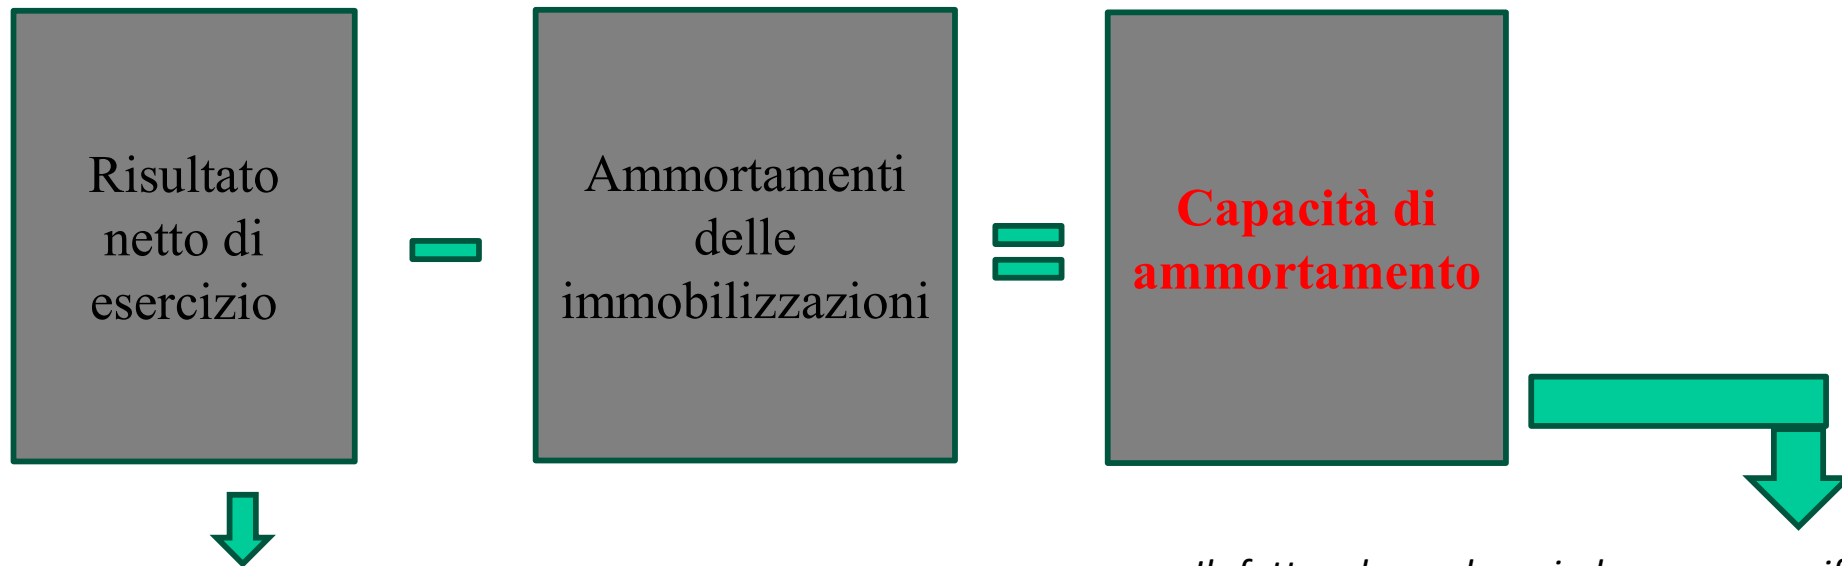 Risultato
netto di
esercizio
Ammortamenti
delle
immobilizzazioni
Capacità di
ammortamento